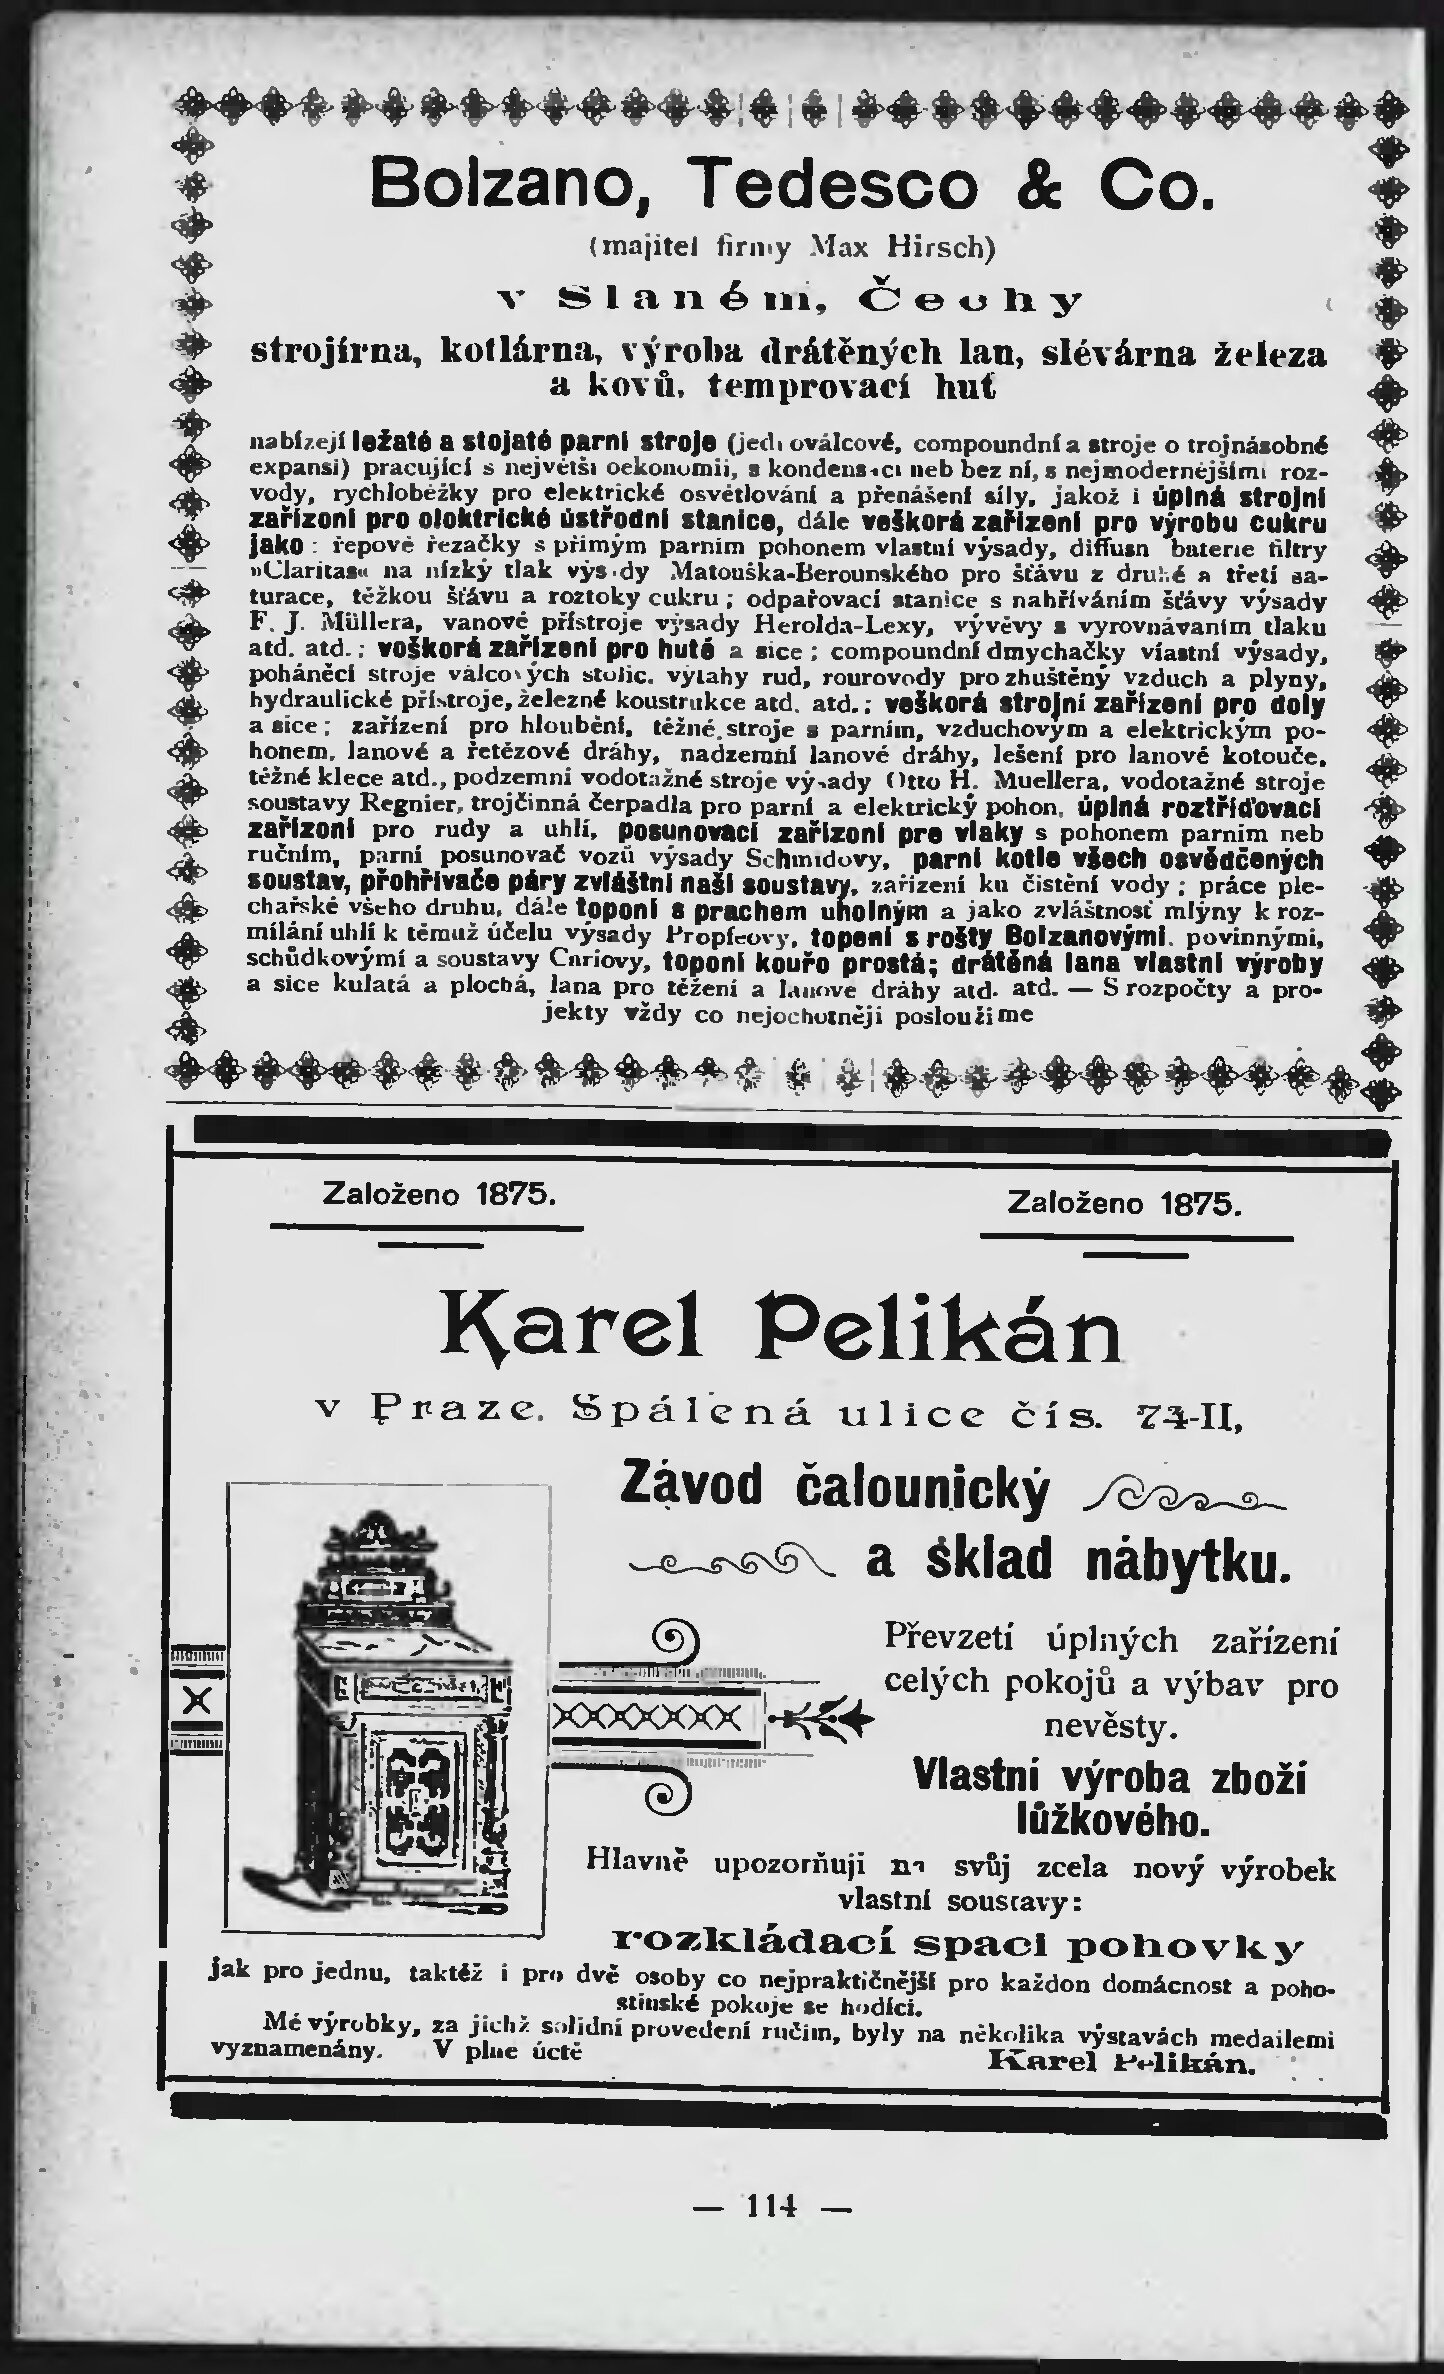 Bolzano, Tedesco & Co.
(majitel firmy Max Hirsch)
v Slaném, Čechy
strojírna, kotlárna, výroba drátěných lan, slévárna železa
a kovů, temprovací huť
nabízejí ležaté a stojaté parní stroje (jednoválcové, compoundní a stroje o trojnásobné
expansi) pracující s největší oekonomii, s kondensací neb bez ní, s nejmodernějšími roz-
vody, rychloběžky pro elektrické osvětlování a přenášení síly, jakož i úplná strojní
zařízení pro elektrické ústřední stanice, dále veškerá zařízení pro výrobu cukru
jako: řepové řezačky s přímým parním pohonem vlastní výsady, diffusn baterie filtry
»Claritas« na nízký tlak výsady Matouška-Berounského pro šťávu z druhé a třetí sa-
turace, těžkou šťávu a roztoky cukru; odpařovací stanice s nahříváním šťávy výsady
F. J. Müllera, vanové přístroje výsady Herolda-Lexy, vývěvy s vyrovnávaním tlaku
atd. atd.; veškerá zařízení pro hutě a sice; compoundní dmychačky vlastní výsady,
poháněcí stroje válcových stolic, výtahy rud, rourovody pro zhuštěný vzduch a plyny,
hydraulické přístroje, železné konstrukce atd. atd.; veškerá strojní zařízení pro doly
a sice; zařízení pro hloubění, těžné stroje s parním, vzduchovým a elektrickým po-
honem, lanové a řetězové dráhy, nadzemní lanové dráhy, lešení pro lanové kotouče,
těžné klece atd., podzemní vodotažné stroje výsady Otto H. Muellera, vodotažné stroje
soustavy Regnier, trojčinná čerpadla pro parní a elektrický pohon, úplná roztřiďovací
zařízení pro rudy a uhlí, posunovací zařízení pro vlaky s pohonem parním neb
ručním, parní posunovač vozů výsady Schmidovy, parní kotle všech osvědčených
soustav, přehřívače páry zvláštní naší soustavy, zařízení ku čistění vody; práce ple-
chařské všeho druhu, dále topení s prachem uhelným a jako zvláštnost mlýny k roz-
mílání uhlí k témuž účelu výsady Propfeovy, topení s rošty Bolzanovými, povinnými,
schůdkovými a soustavy Cariovy, topení kouře prostá; drátěná lana vlastní výroby
a sice kulatá a plochá, lana pro těžení a lanové dráhy atd. atd. — S rozpočty a pro-
jekty vždy co nejochotněji posloužíme
Založeno 1875.
Založeno 1875.
Karel Pelikán
v Praze, Spálená ulice čís. 74-II,
Závod čalounický
a sklad nábytku.
Převzetí úplných zařízení
celých pokojů a výbav pro
nevěsty.
Vlastní výroba zboží
lůžkového.
Hlavně upozorňuji na svůj zcela nový výrobek
vlastní soustavy:
rozkládací spací pohovky
jak pro jednu, taktéž i pro dvě osoby co nejpraktičnější pro každou domácnost a poho-
stinské pokoje se hodící.
Mé výrobky, za jichž solidní provedení ručím, byly na několika výstavách medailemi
vyznamenány. V plné úctě
Karel Pelikán.
— 114 —